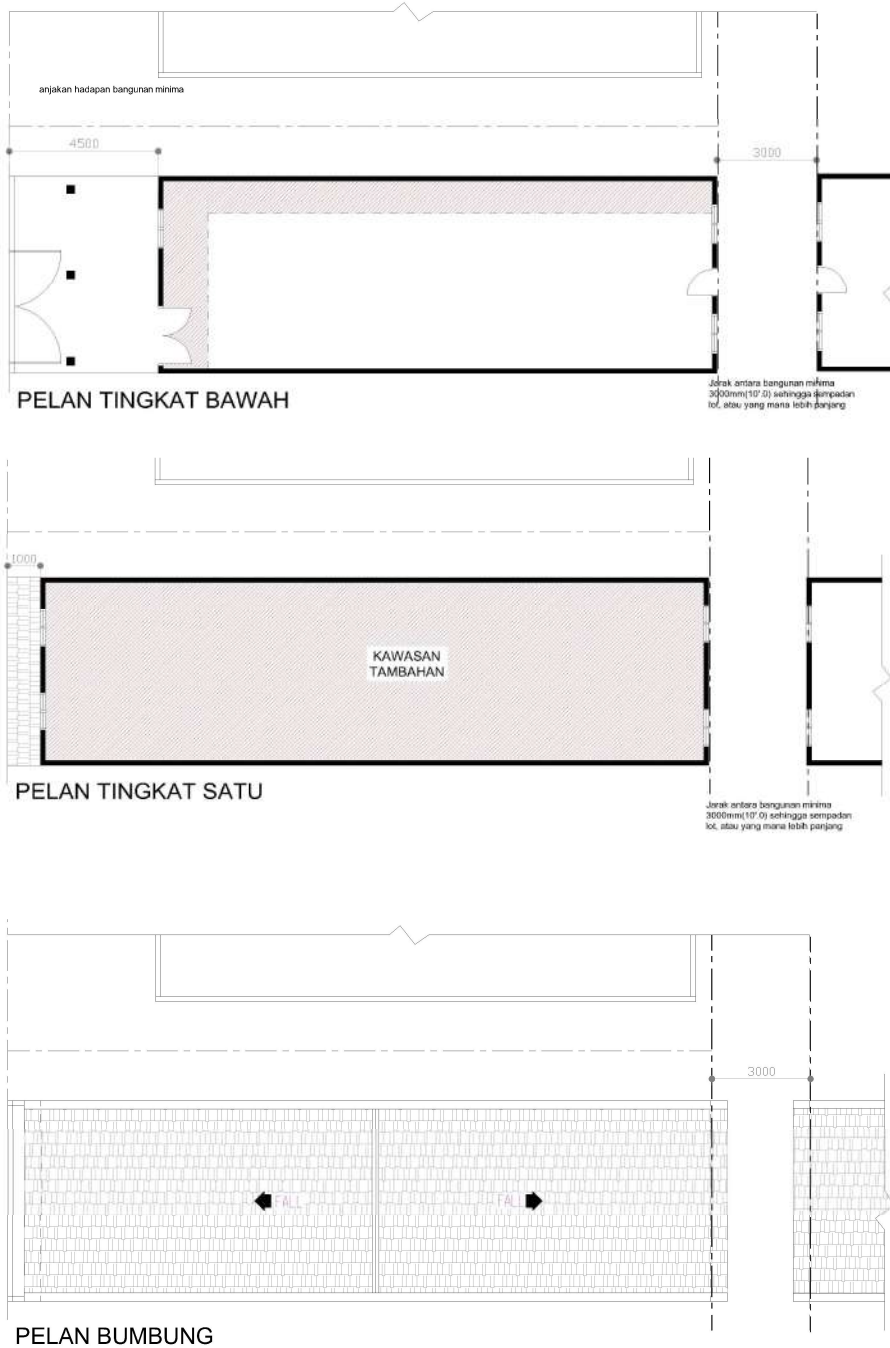 anjakan hadapan bangunan minima
4500
3000
PELAN TINGKAT BAWAH
Jarak antara bangunan minima
3000mm(10'.0) sehingga sempadan
lot, atau yang mana lebih panjang
1000
KAWASAN
TAMBAHAN
PELAN TINGKAT SATU
Jarak antara bangunan minima
3000mm(10'.0) sehingga sempadan
lot, atau yang mana lebih panjang
3000
FALL
FALL
PELAN BUMBUNG